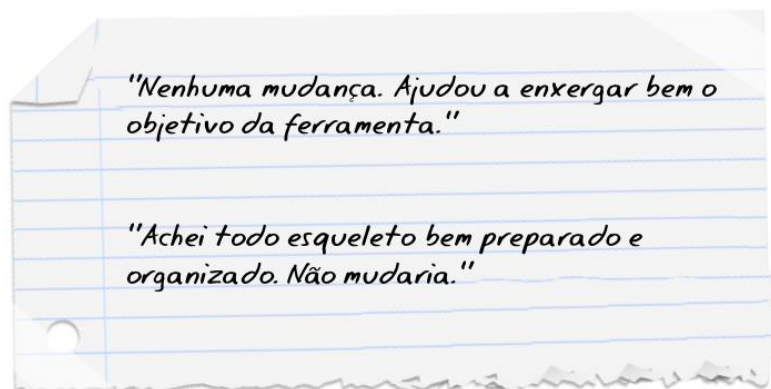 "Nenhuma mudança. Ajudou a enxergar bem o
objetivo da ferramenta."
"Achei todo esqueleto bem preparado e
organizado. Não mudaria."